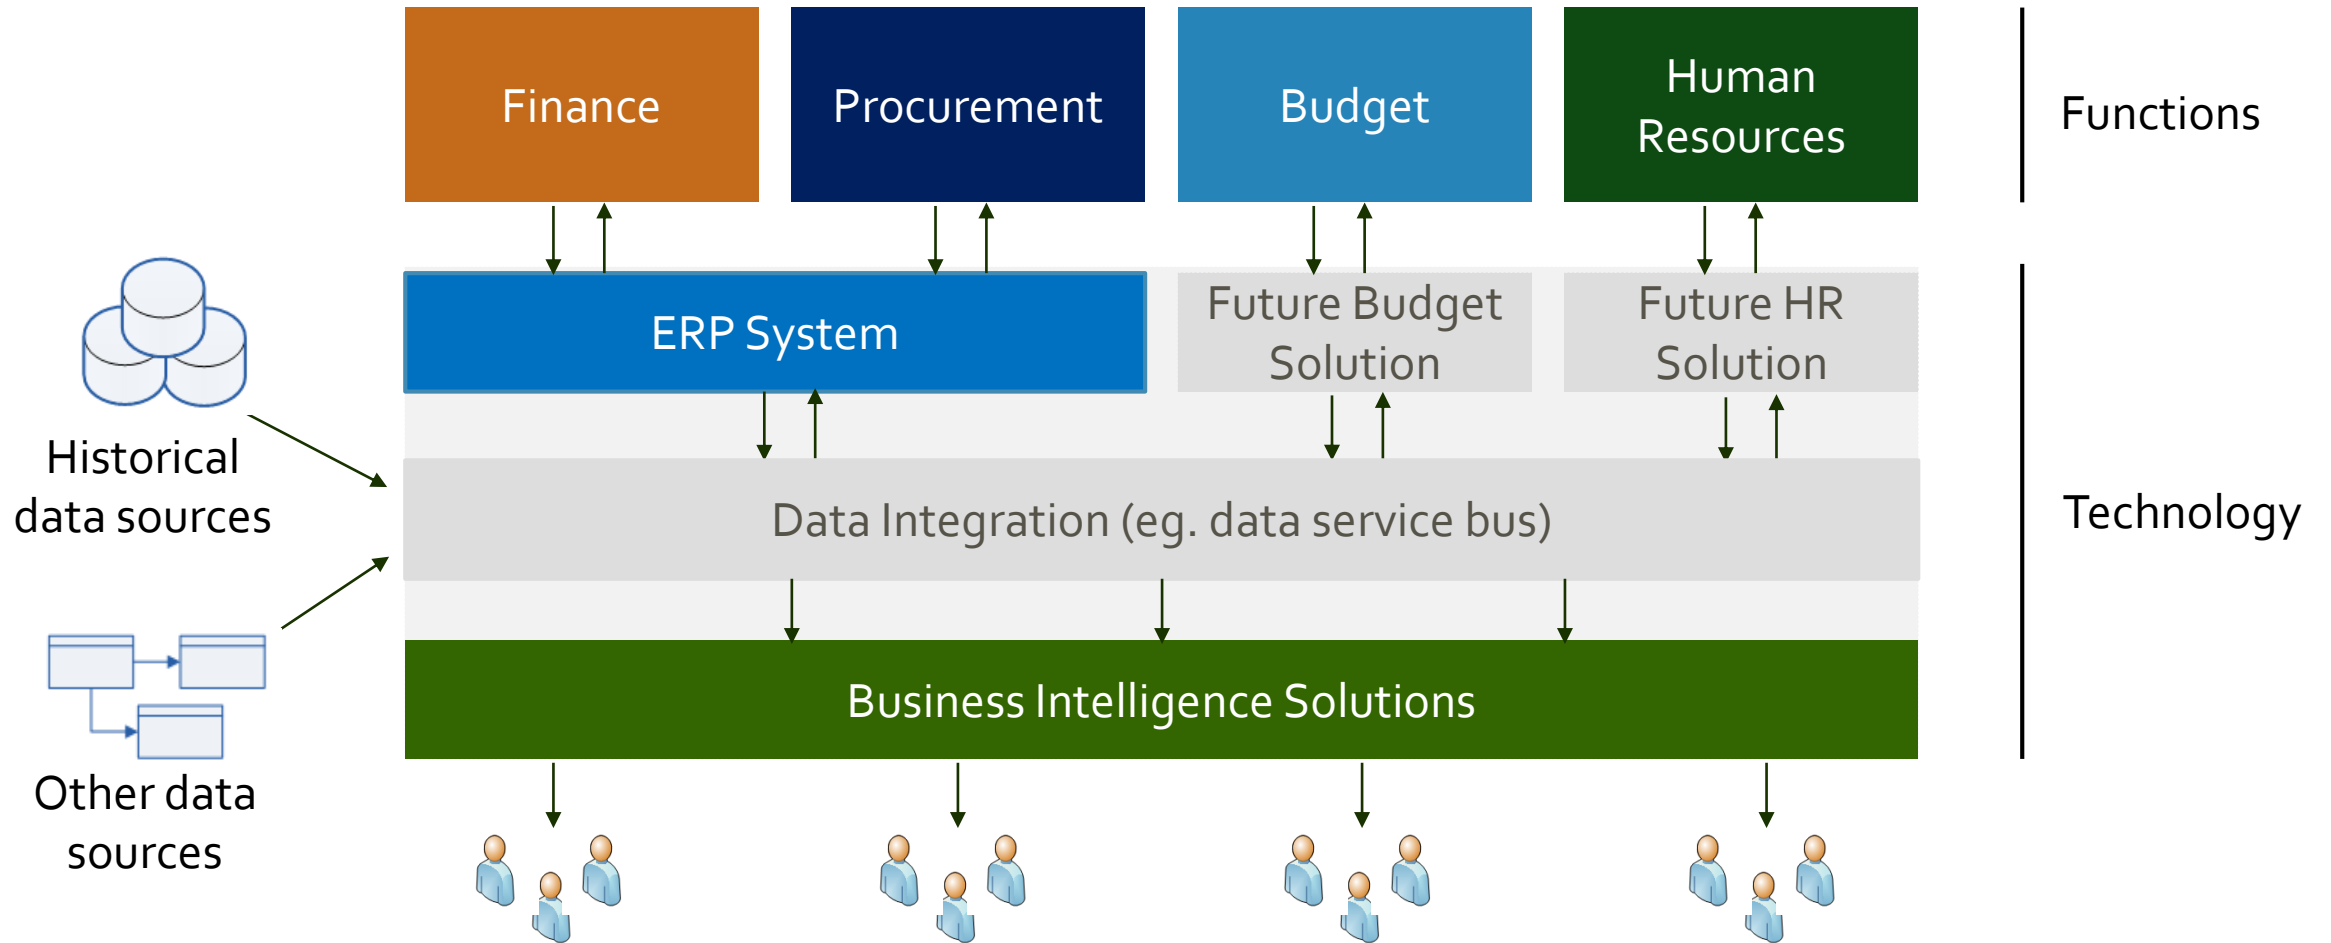 Finance
Procurement
Budget
Human
Resources
Functions
ERP System
Future Budget
Solution
Future HR
Solution
Historical
data sources
Data Integration (eg. data service bus)
Technology
Business Intelligence Solutions
Other data
sources